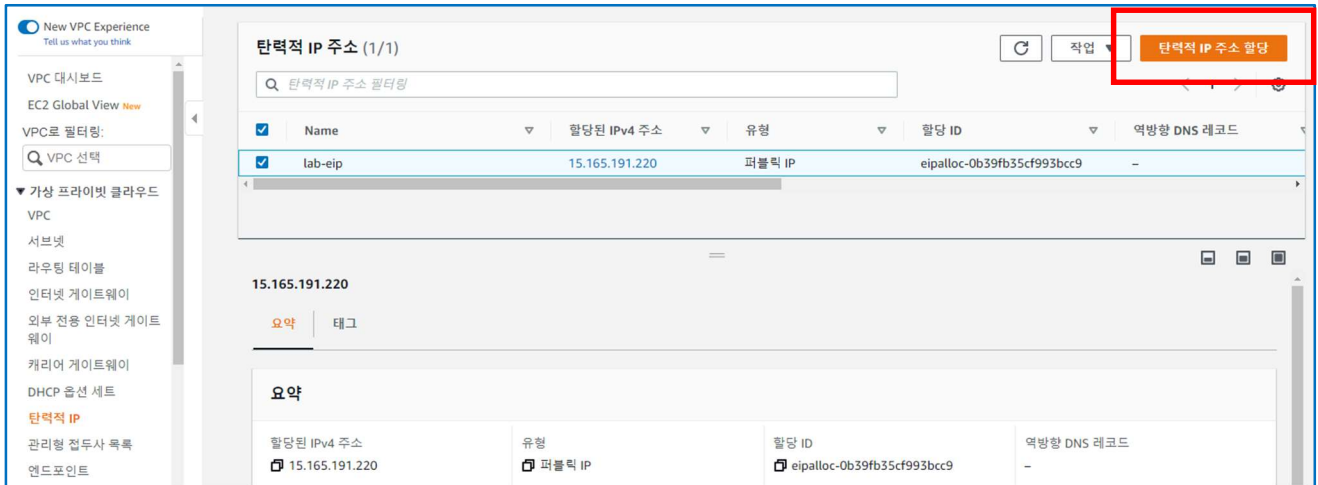 New VPC Experience
Tell us what you think
VPC 대시보드
EC2 Global View New
VPC로 필터링:
VPC 선택
가상 프라이빗 클라우드
VPC
서브넷
라우팅 테이블
인터넷 게이트웨이
외부 전용 인터넷 게이트
웨이
캐리어 게이트웨이
DHCP 옵션 세트
탄력적 IP
관리형 접두사 목록
엔드포인트
탄력적 IP 주소 (1/1)
작업
탄력적 IP 주소 할당
탄력적 IP 주소 필터링
1
Name 할당된 IPv4 주소 유형 할당 ID 역방향 DNS 레코드
lab-eip 15.165.191.220 퍼블릭 IP eipalloc-0b39fb35cf993bcc9 –
15.165.191.220
요약 태그
요약
할당된 IPv4 주소 유형 할당 ID 역방향 DNS 레코드
15.165.191.220 퍼블릭 IP eipalloc-0b39fb35cf993bcc9 –